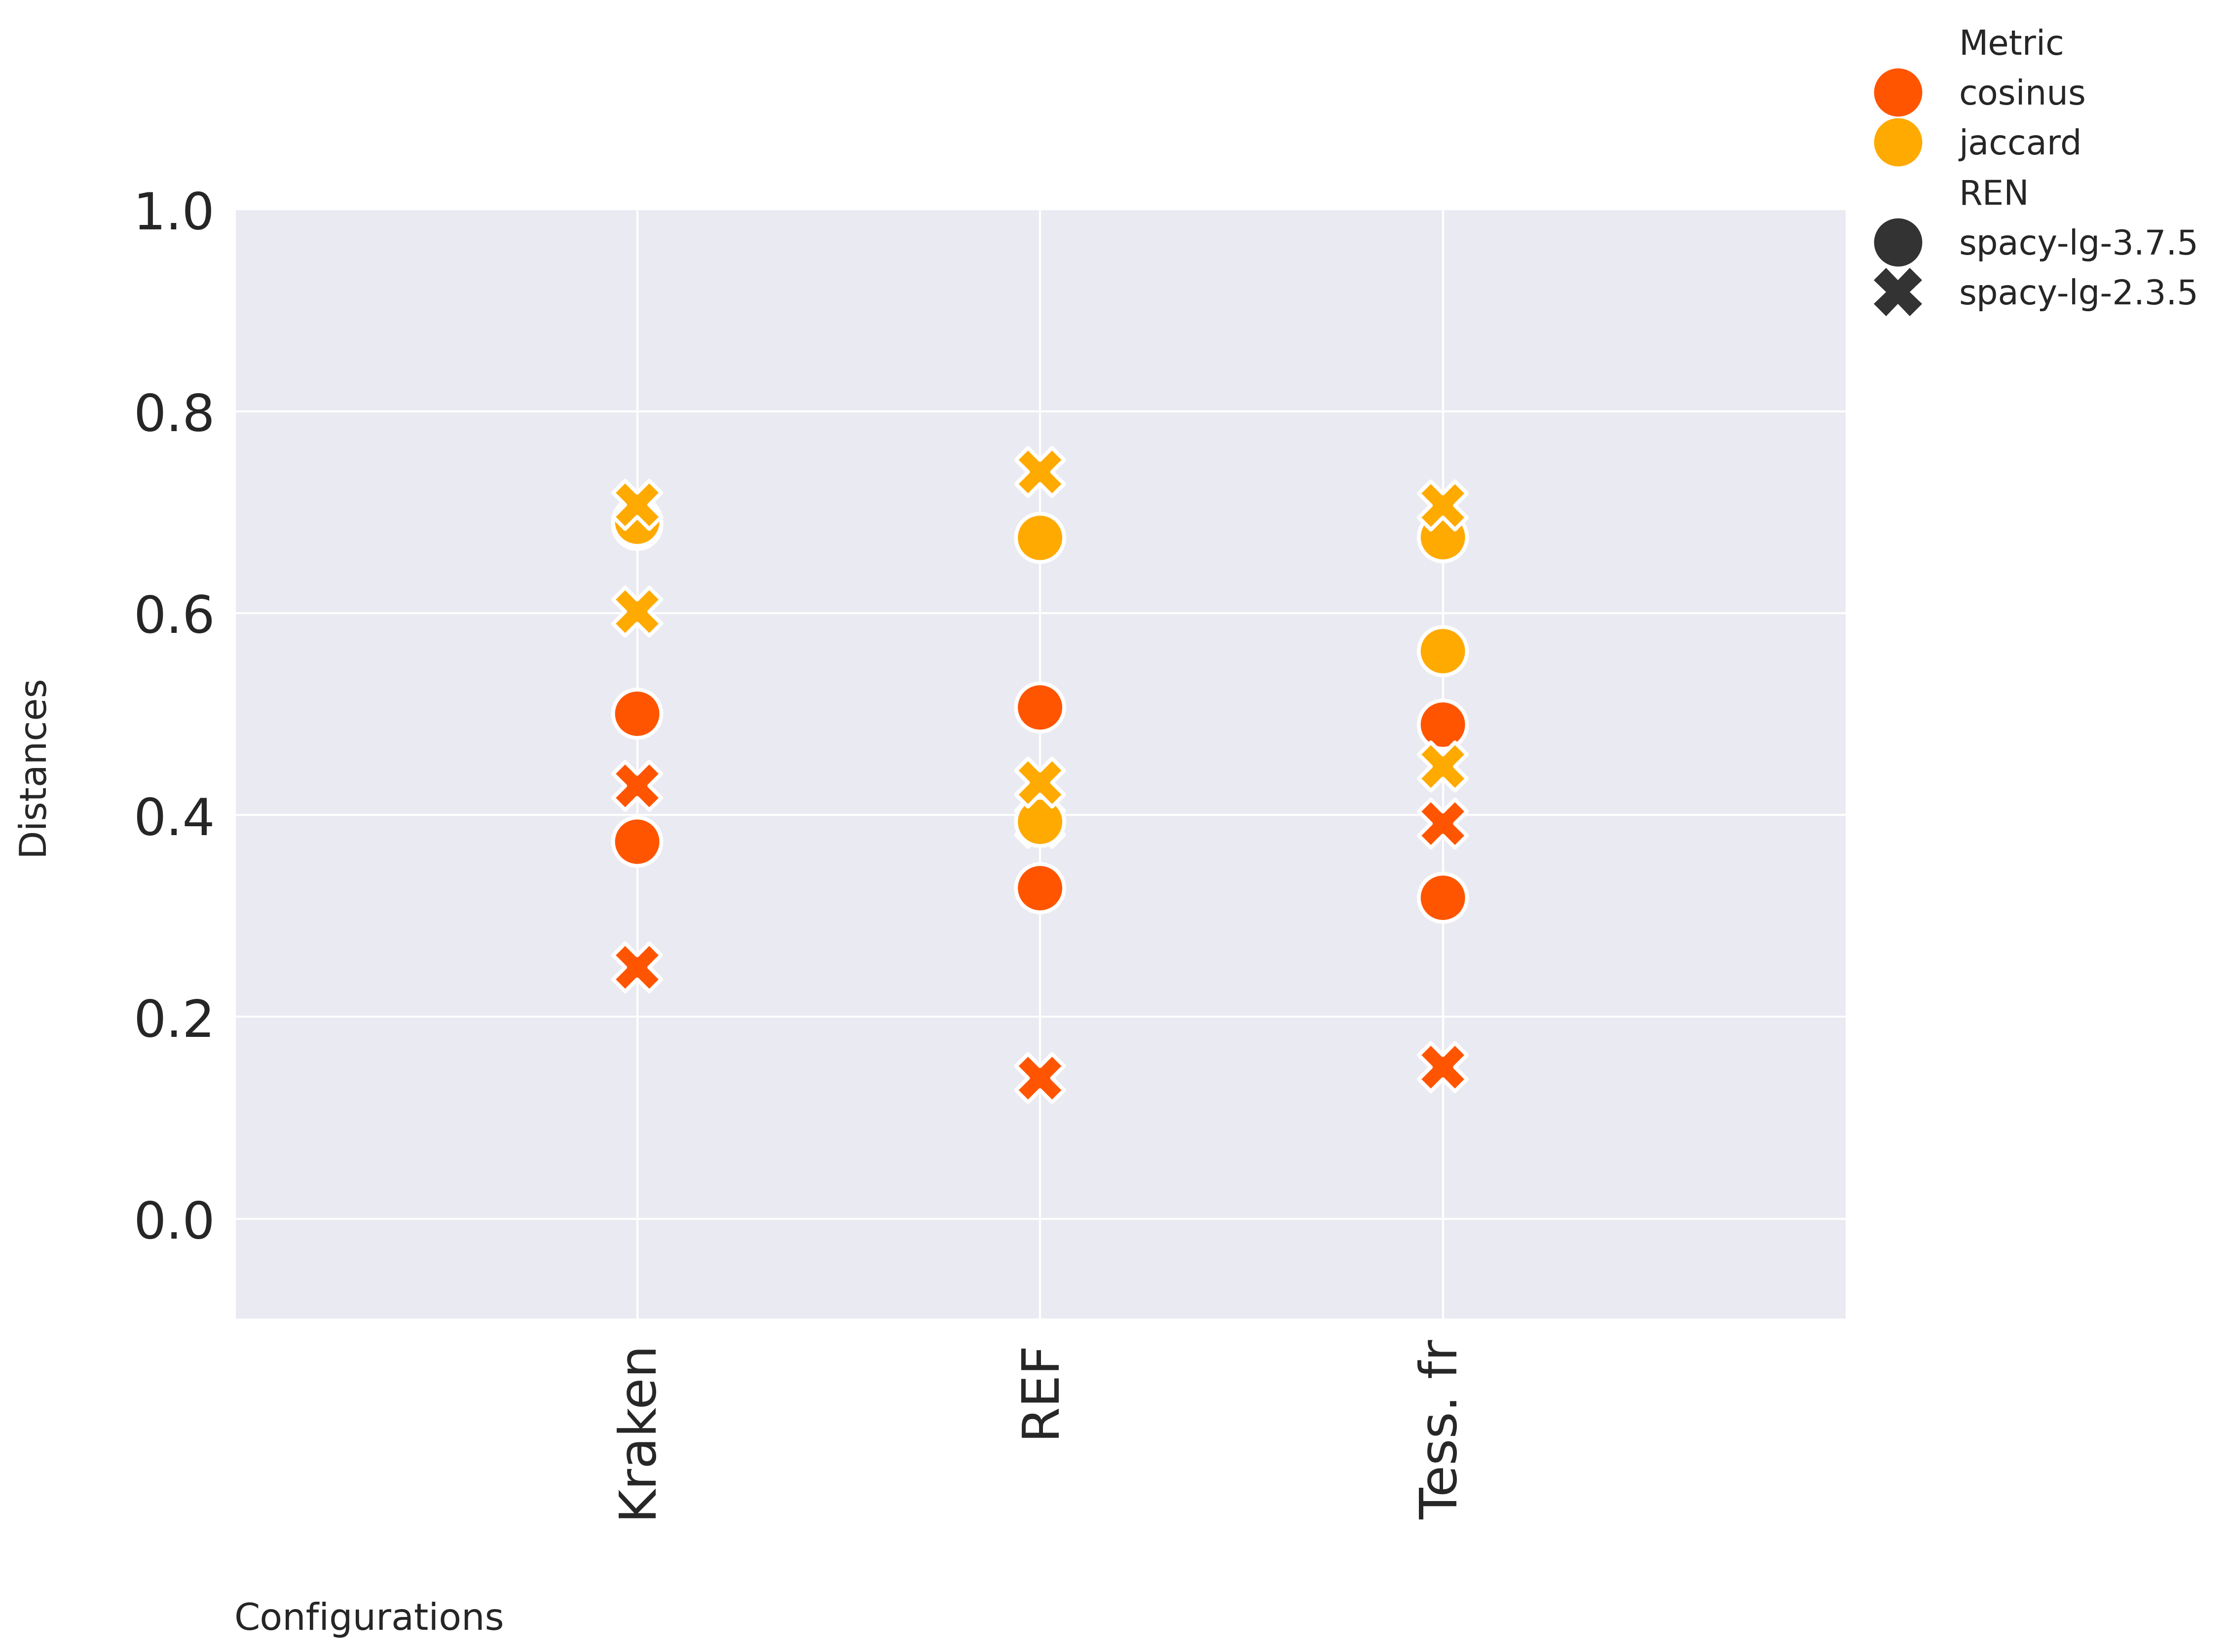 Metric
cosinus
jaccard
REN
spacy-lg-3.7.5
spacy-lg-2.3.5
1.0
0.8
0.6
0.4
0.2
0.0
Distances
Kraken
REF
Tess. fr
Configurations